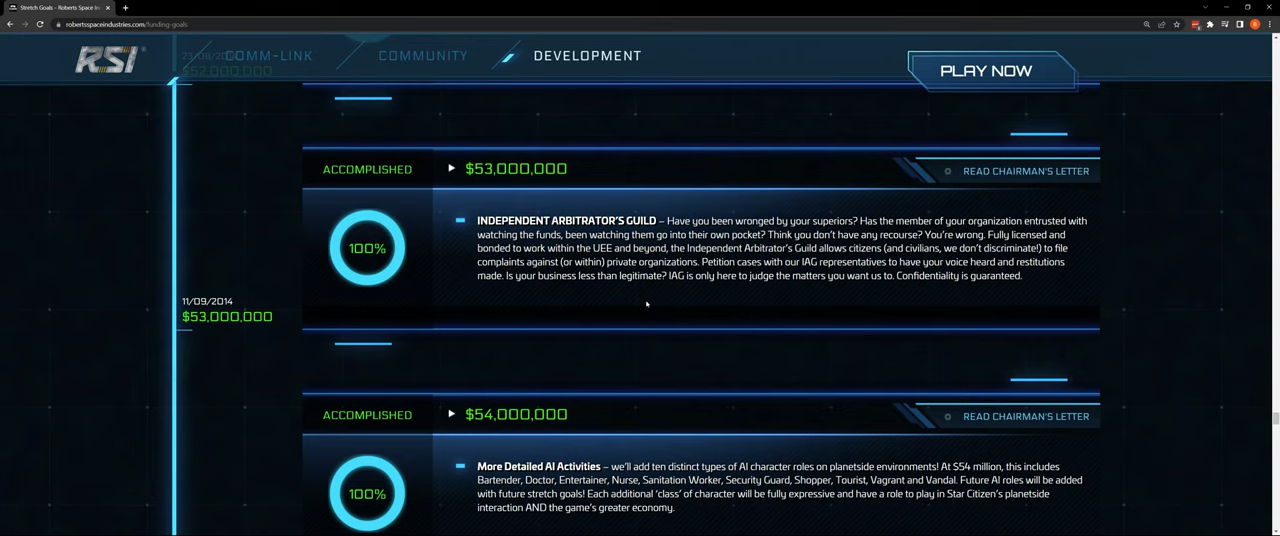 Stretch Goals - Roberts Space In
robertsspaceindustries.com/funding-goals
RSI
COMM-LINK
COMMUNITY
DEVELOPMENT
PLAY NOW
$52,000,000
ACCOMPLISHED
$53,000,000
READ CHAIRMAN'S LETTER
100%
INDEPENDENT ARBITRATOR'S GUILD – Have you been wronged by your superiors? Has the member of your organization entrusted with
watching the funds, been watching them go into their own pocket? Think you don't have any recourse? You're wrong. Fully licensed and
bonded to work within the UEE and beyond, the Independent Arbitrator's Guild allows citizens (and civilians, we don't discriminate!) to file
complaints against (or within) private organizations. Petition cases with our IAG representatives to have your voice heard and restitutions
made. Is your business less than legitimate? IAG is only here to judge the matters you want us to. Confidentiality is guaranteed.
11/09/2014
$53,000,000
ACCOMPLISHED
$54,000,000
READ CHAIRMAN'S LETTER
100%
More Detailed AI Activities – we'll add ten distinct types of AI character roles on planetside environments! At $54 million, this includes
Bartender, Doctor, Entertainer, Nurse, Sanitation Worker, Security Guard, Shopper, Tourist, Vagrant and Vandal. Future AI roles will be added
with future stretch goals! Each additional 'class' of character will be fully expressive and have a role to play in Star Citizen's planetside
interaction AND the game's greater economy.